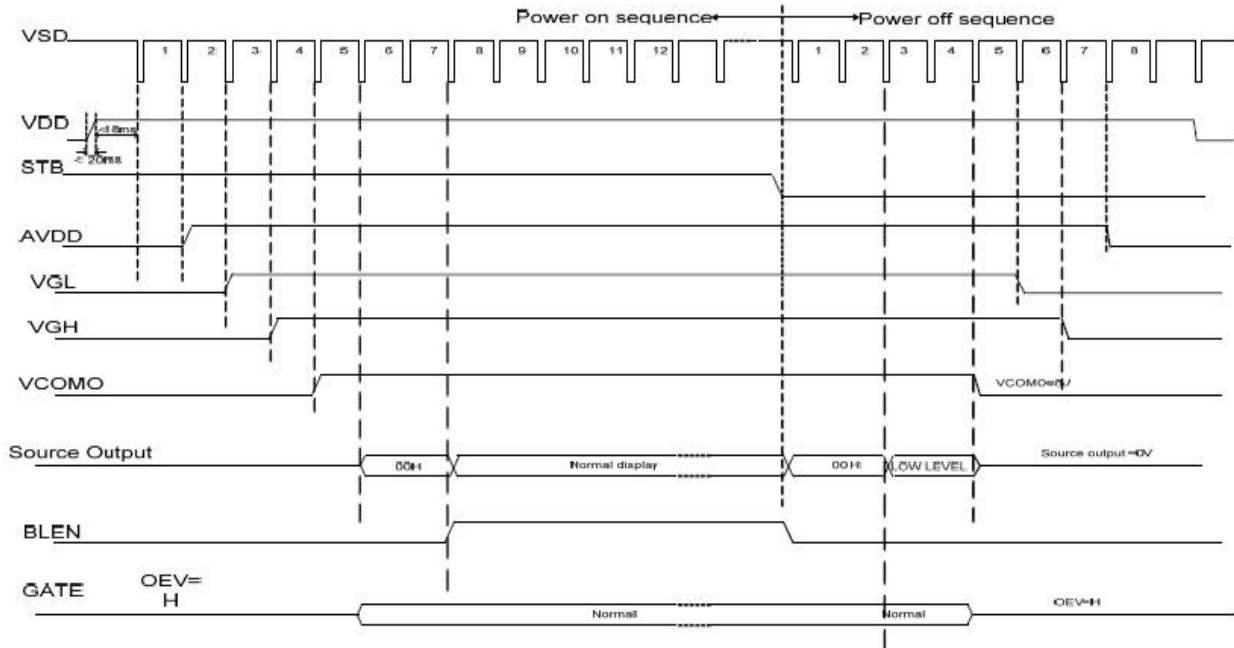 Power on sequence
Power off sequence
VSD
1 2 3 4 5 6 7 8 9 10 11 12 1 2 3 4 5 6 7 8
VDD
< 20ms
STB
AVDD
VGL
VGH
VCOMO
Source Output
00H
Normal display
00H
LOW LEVEL
Source output =0V
BLEN
GATE
OEV=
H
Normal
Normal
OEV=H